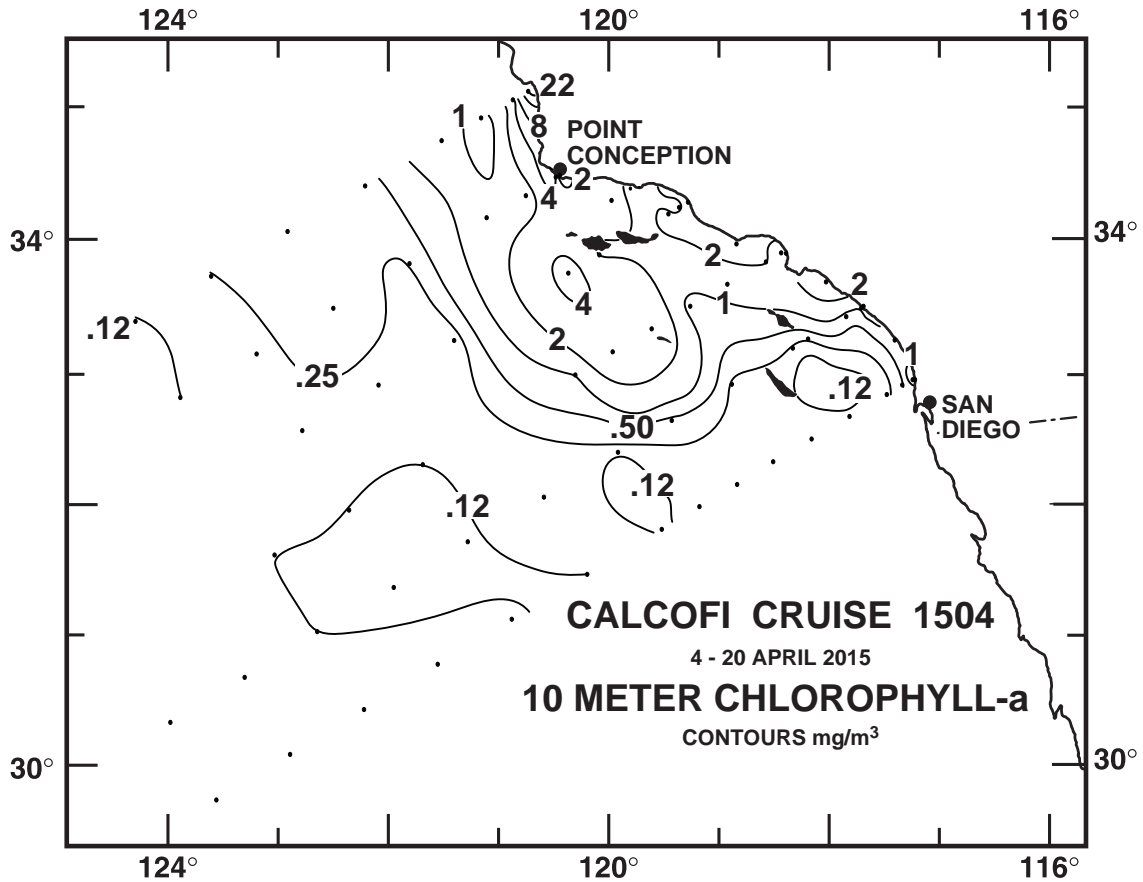 124° 120° 116°
22
1
8
POINT
CONCEPTION
2
4
34° 34°
2
2
4
1
.12
2
1
.25
.12
SAN
DIEGO
.50
.12
.12
CALCOFI CRUISE 1504
4 - 20 APRIL 2015
10 METER CHLOROPHYLL-a
CONTOURS mg/m³
30° 30°
124° 120° 116°